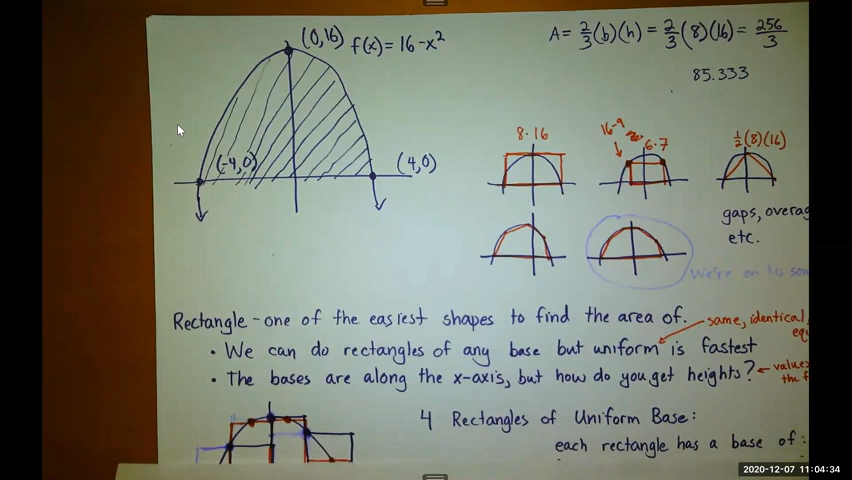 (0,16) f(x) = 16 - x²
A = 2/3(b)(h) = 2/3(8)(16) = 256/3
85.333
(-4,0)
(4,0)
8·16
16-9
6·7
1/2(8)(16)
gaps, overag
etc.
We're on to som
Rectangle - one of the easiest shapes to find the area of.
same, identical,
equ
• We can do rectangles of any base but uniform is fastest
• The bases are along the x-axis, but how do you get heights?
values
the f
4 Rectangles of Uniform Base:
each rectangle has a base of:
2020-12-07 11:04:34